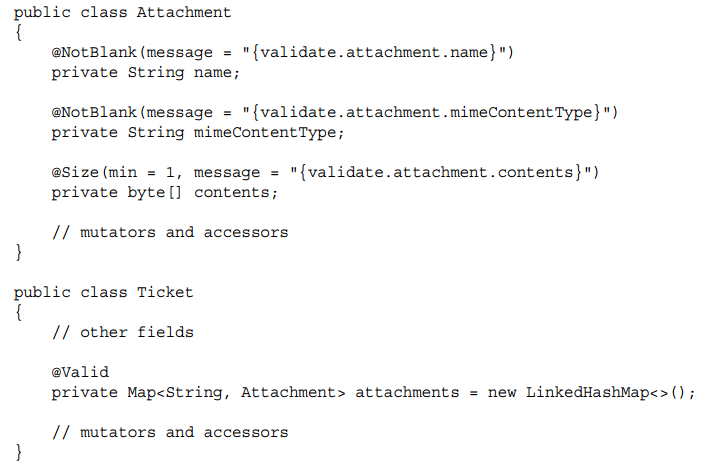 public class Attachment
{
    @NotBlank(message = "{validate.attachment.name}")
    private String name;

    @NotBlank(message = "{validate.attachment.mimeContentType}")
    private String mimeContentType;

    @Size(min = 1, message = "{validate.attachment.contents}")
    private byte[] contents;

    // mutators and accessors
}

public class Ticket
{
    // other fields

    @Valid
    private Map<String, Attachment> attachments = new LinkedHashMap<>();

    // mutators and accessors
}